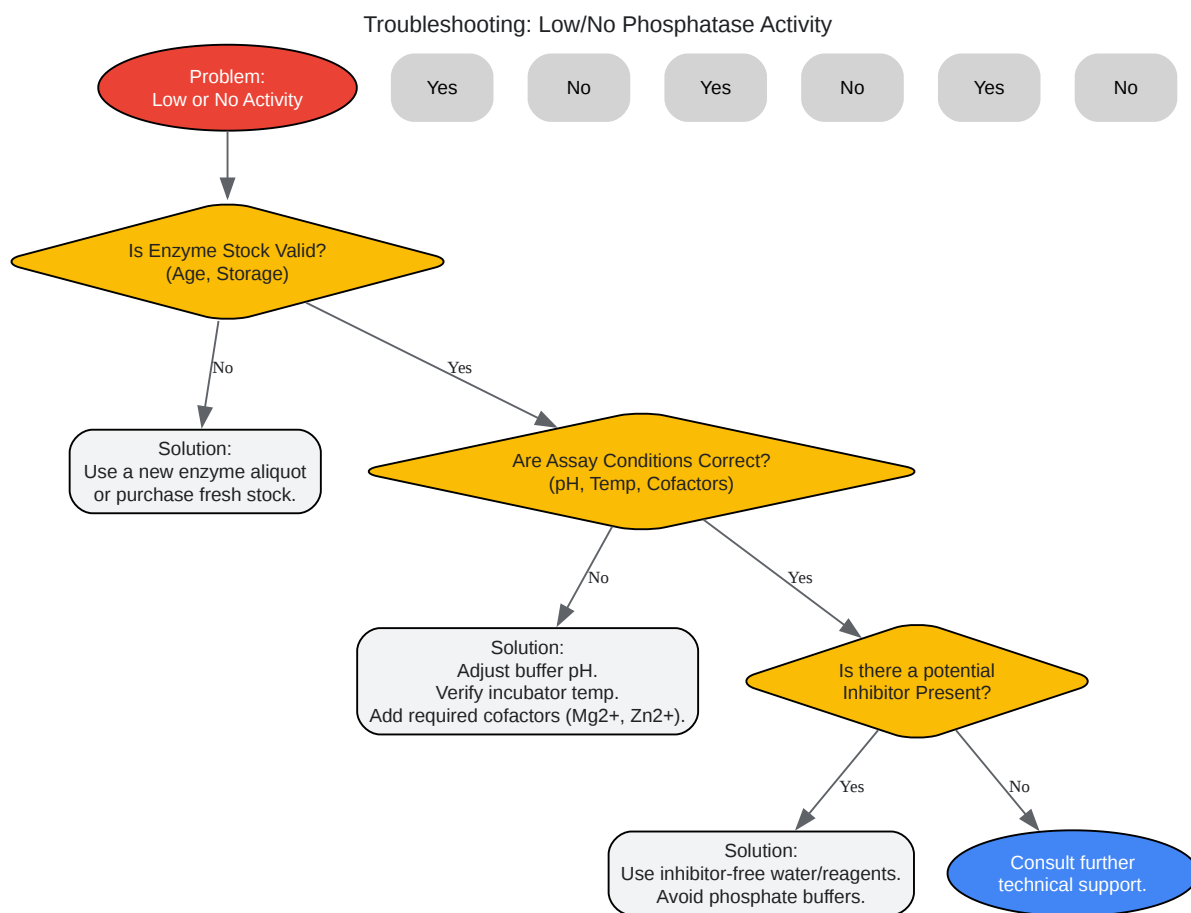 Troubleshooting: Low/No Phosphatase Activity
Problem:
Low or No Activity
Yes
No
Yes
No
Yes
No
Is Enzyme Stock Valid?
(Age, Storage)
No
Yes
Solution:
Use a new enzyme aliquot
or purchase fresh stock.
Are Assay Conditions Correct?
(pH, Temp, Cofactors)
No
Yes
Solution:
Adjust buffer pH.
Verify incubator temp.
Add required cofactors (Mg2+, Zn2+).
Is there a potential
Inhibitor Present?
Yes
No
Solution:
Use inhibitor-free water/reagents.
Avoid phosphate buffers.
Consult further
technical support.